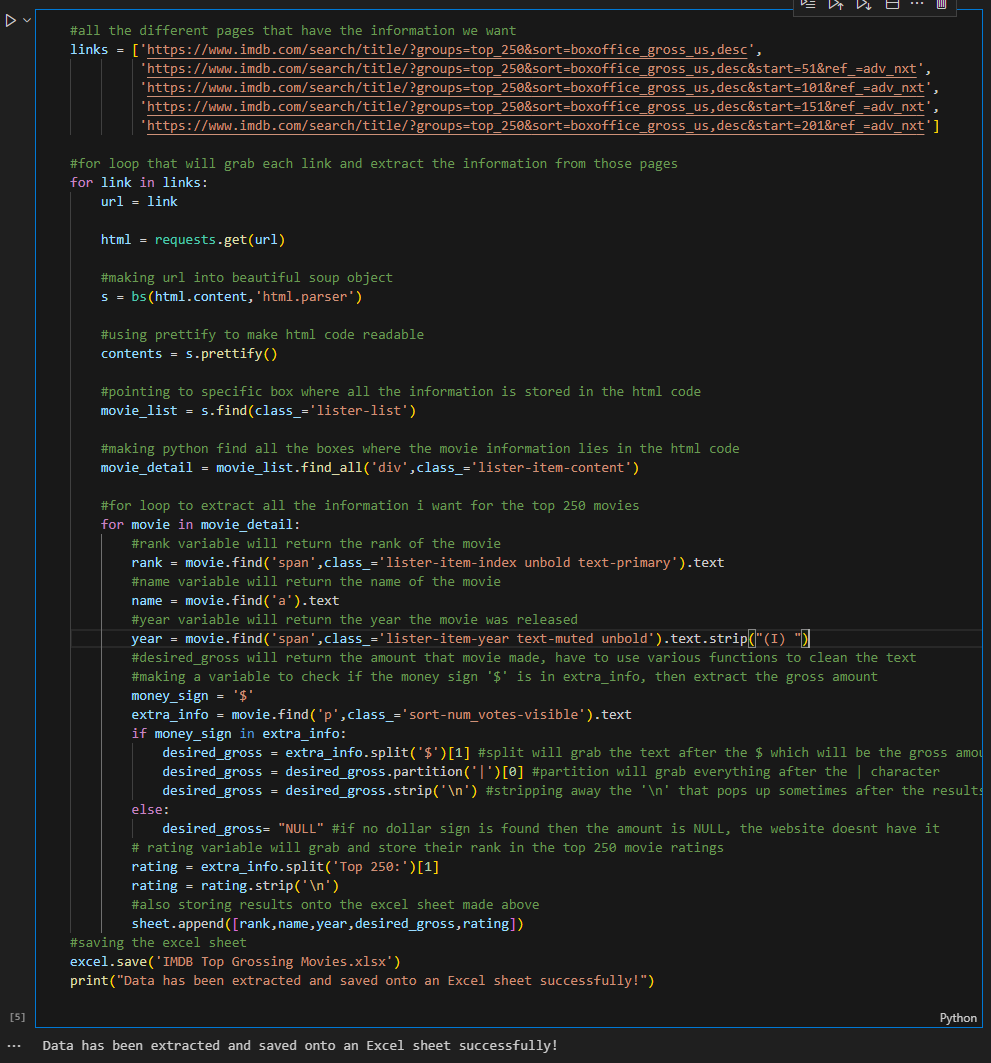 #all the different pages that have the information we want
links = ['https://www.imdb.com/search/title/?groups=top_250&sort=boxoffice_gross_us,desc',
'https://www.imdb.com/search/title/?groups=top_250&sort=boxoffice_gross_us,desc&start=51&ref_=adv_nxt',
'https://www.imdb.com/search/title/?groups=top_250&sort=boxoffice_gross_us,desc&start=101&ref_=adv_nxt',
'https://www.imdb.com/search/title/?groups=top_250&sort=boxoffice_gross_us,desc&start=151&ref_=adv_nxt',
'https://www.imdb.com/search/title/?groups=top_250&sort=boxoffice_gross_us,desc&start=201&ref_=adv_nxt']
#for loop that will grab each link and extract the information from those pages
for link in links:
url = link
html = requests.get(url)
#making url into beautiful soup object
s = bs(html.content,'html.parser')
#using prettify to make html code readable
contents = s.prettify()
#pointing to specific box where all the information is stored in the html code
movie_list = s.find(class_='lister-list')
#making python find all the boxes where the movie information lies in the html code
movie_detail = movie_list.find_all('div',class_='lister-item-content')
#for loop to extract all the information i want for the top 250 movies
for movie in movie_detail:
#rank variable will return the rank of the movie
rank = movie.find('span',class_='lister-item-index unbold text-primary').text
#name variable will return the name of the movie
name = movie.find('a').text
#year variable will return the year the movie was released
year = movie.find('span',class_='lister-item-year text-muted unbold').text.strip("(I) ")
#desired_gross will return the amount that movie made, have to use various functions to clean the text
#making a variable to check if the money sign '$' is in extra_info, then extract the gross amount
money_sign = '$'
extra_info = movie.find('p',class_='sort-num_votes-visible').text
if money_sign in extra_info:
desired_gross = extra_info.split('$')[1] #split will grab the text after the $ which will be the gross amou
desired_gross = desired_gross.partition('|')[0] #partition will grab everything after the | character
desired_gross = desired_gross.strip('\n') #stripping away the '\n' that pops up sometimes after the results
else:
desired_gross= "NULL" #if no dollar sign is found then the amount is NULL, the website doesnt have it
# rating variable will grab and store their rank in the top 250 movie ratings
rating = extra_info.split('Top 250:')[1]
rating = rating.strip('\n')
#also storing results onto the excel sheet made above
sheet.append([rank,name,year,desired_gross,rating])
#saving the excel sheet
excel.save('IMDB Top Grossing Movies.xlsx')
print("Data has been extracted and saved onto an Excel sheet successfully!")
[5]
Python
... Data has been extracted and saved onto an Excel sheet successfully!